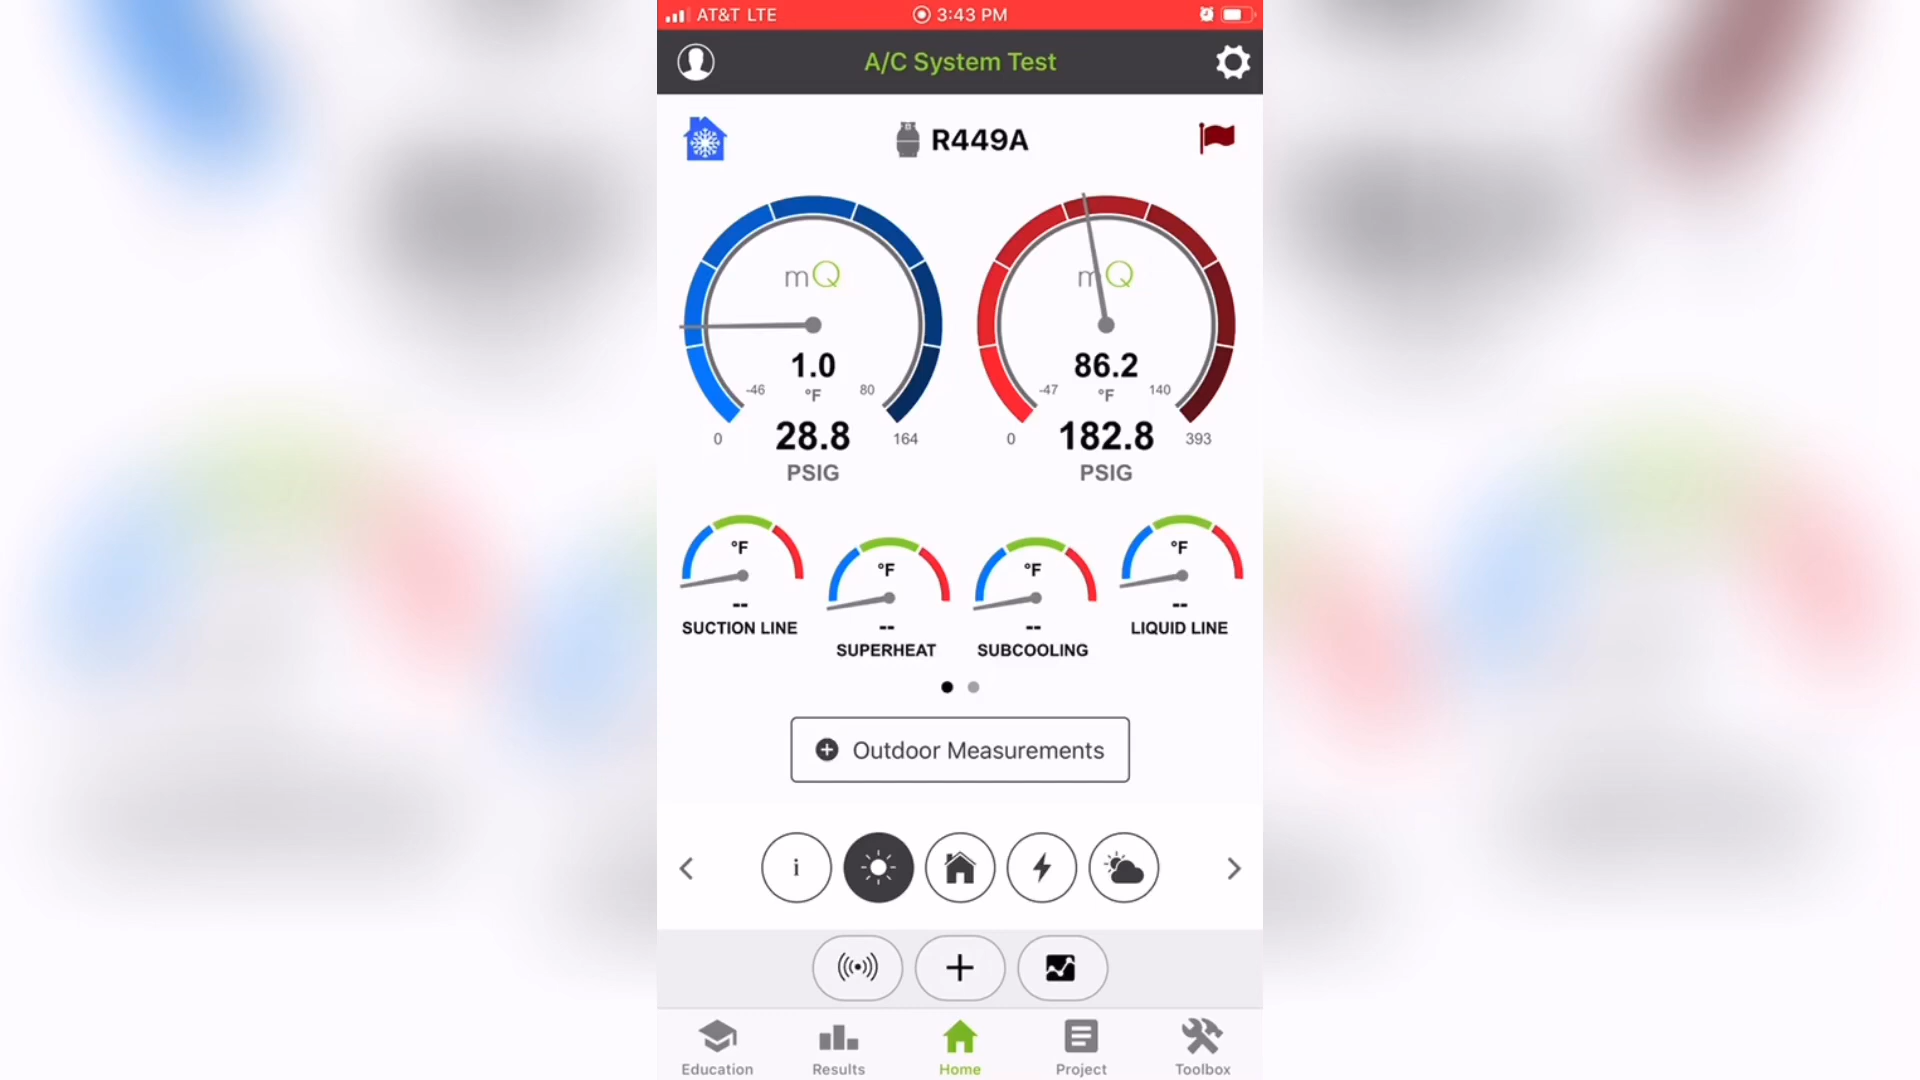 AT&T LTE 3:43 PM
A/C System Test
R449A
mQ mQ
1.0 86.2
-46 °F 80 -47 °F 140
0 28.8 164 0 182.8 393
PSIG PSIG
°F °F °F °F
-- -- -- --
SUCTION LINE SUPERHEAT SUBCOOLING LIQUID LINE
Outdoor Measurements
i
Education Results Home Project Toolbox